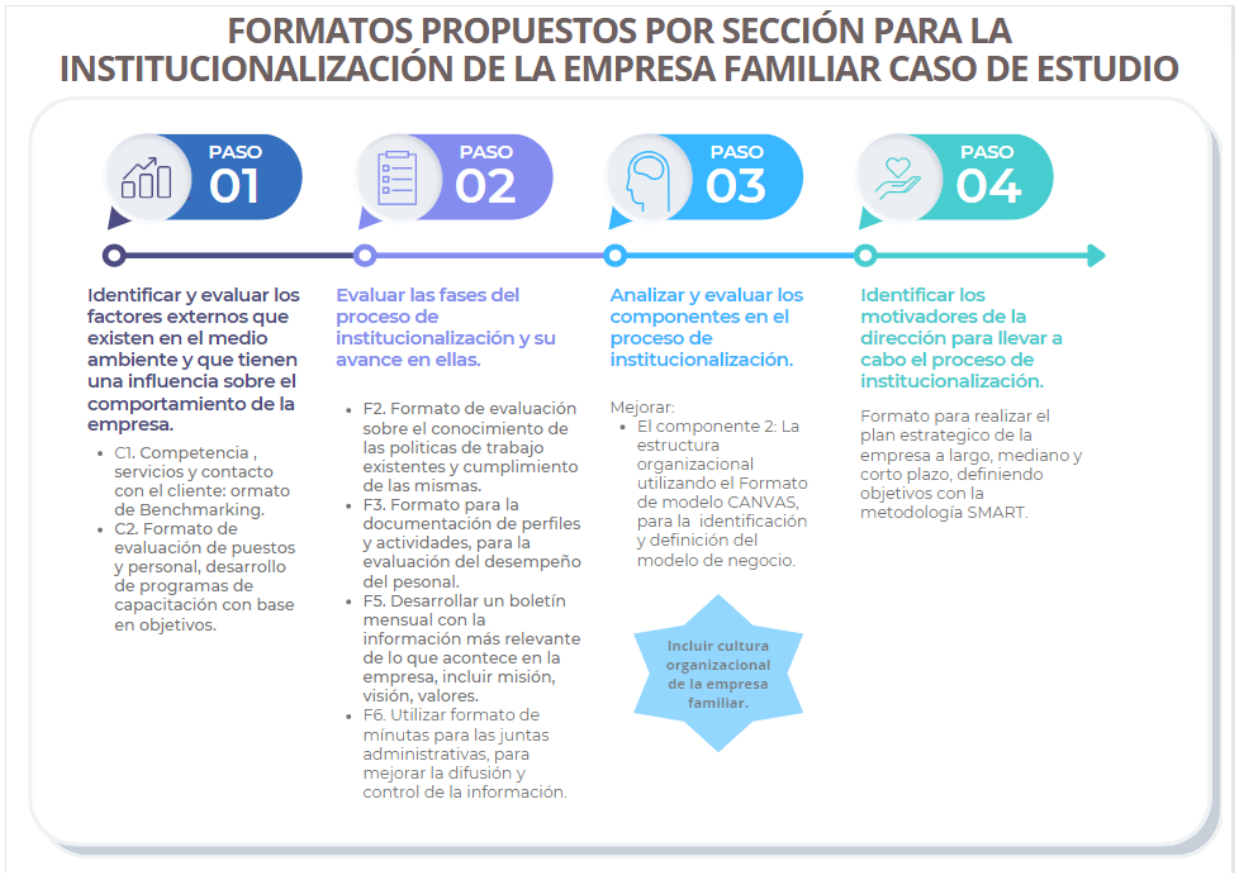 FORMATOS PROPUESTOS POR SECCIÓN PARA LA
INSTITUCIONALIZACIÓN DE LA EMPRESA FAMILIAR CASO DE ESTUDIO
PASO
01
PASO
02
PASO
03
PASO
04
Identificar y evaluar los
factores externos que
existen en el medio
ambiente y que tienen
una influencia sobre el
comportamiento de la
empresa.
• C1. Competencia ,
servicios y contacto
con el cliente: ormato
de Benchmarking.
• C2. Formato de
evaluación de puestos
y personal, desarrollo
de programas de
capacitación con base
en objetivos.
Evaluar las fases del
proceso de
institucionalización y su
avance en ellas.
• F2. Formato de evaluación
sobre el conocimiento de
las politicas de trabajo
existentes y cumplimiento
de las mismas.
• F3. Formato para la
documentación de perfiles
y actividades, para la
evaluación del desempeño
del pesonal.
• F5. Desarrollar un boletín
mensual con la
información más relevante
de lo que acontece en la
empresa, incluir misión,
visión, valores.
• F6. Utilizar formato de
mínutas para las juntas
administrativas, para
mejorar la difusión y
control de la información.
Analizar y evaluar los
componentes en el
proceso de
institucionalización.
Mejorar:
• El componente 2: La
estructura
organizacional
utilizando el Formato
de modelo CANVAS,
para la identificación
y definición del
modelo de negocio.
Incluir cultura
organizacional
de la empresa
familiar.
Identificar los
motivadores de la
dirección para llevar a
cabo el proceso de
institucionalización.
Formato para realizar el
plan estrategico de la
empresa a largo, mediano y
corto plazo, definiendo
objetivos con la
metodología SMART.